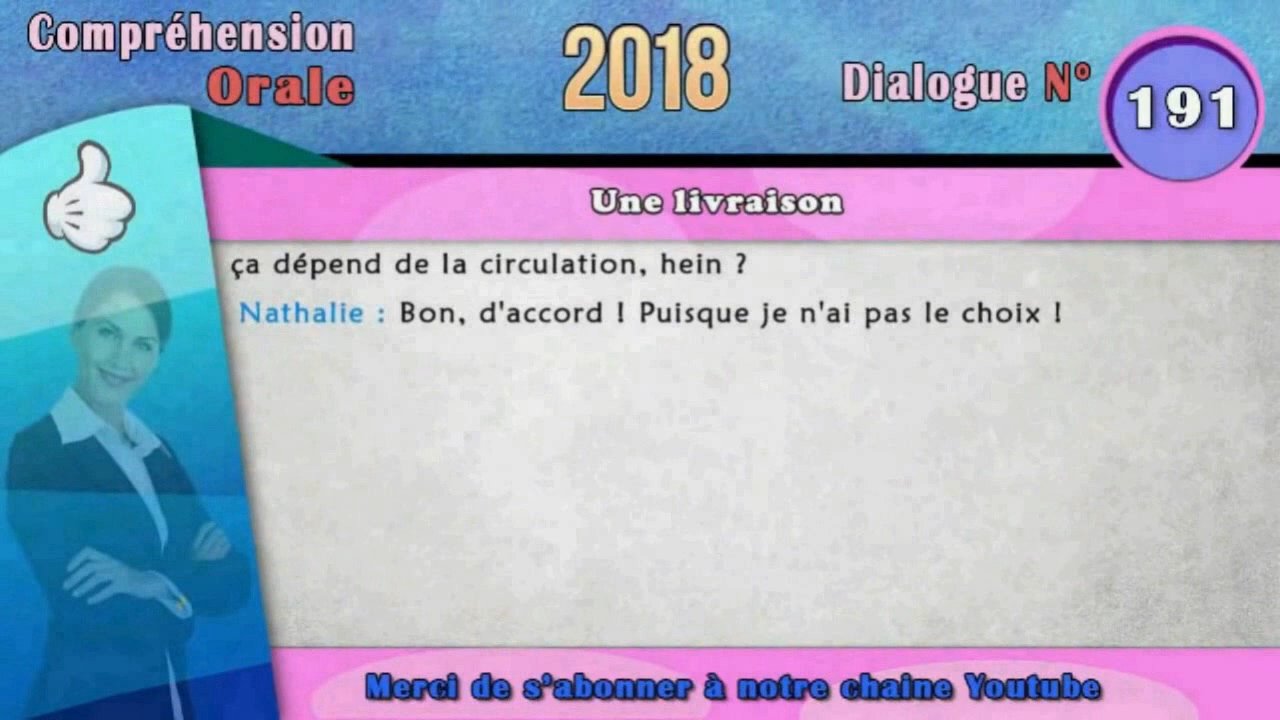 Compréhension
Orale
2018
Dialogue N°
191
Une livraison
ça dépend de la circulation, hein ?
Nathalie : Bon, d'accord ! Puisque je n'ai pas le choix !
Merci de s'abonner à notre chaine Youtube